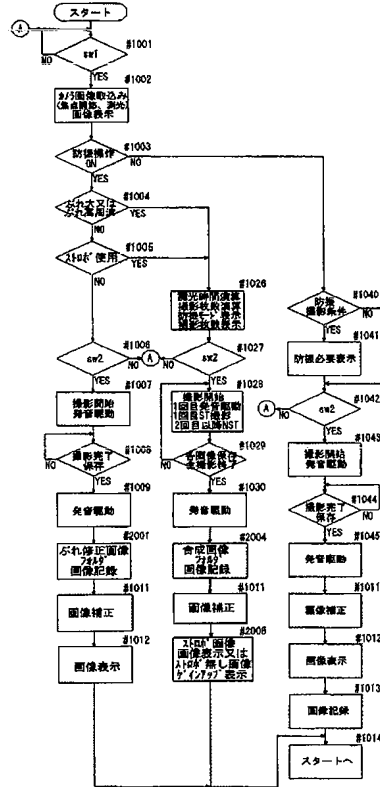 スタート
A
#1001
sw1
NO
YES
#1002
カメラ画像取込み
(焦点調節、測光)
画像表示
#1003
防振操作
ON
NO
YES
#1004
ぶれ大又は
ぶれ高周波
YES
NO
#1005
ストロボ使用
YES
NO
#1026
露光時間演算
撮影枚数演算
防振モード表示
撮影枚数表示
#1040
防振
撮影条件
NO
YES
#1041
防振必要表示
#1006
sw2
NO
A
NO
sw2
#1027
YES
YES
#1007
撮影開始
発音駆動
#1028
撮影開始
1回目発音駆動
1回目ST撮影
2回目以降NST
#1042
A
NO
sw2
YES
#1043
撮影開始
発音駆動
#1008
撮影完了
保存
NO
YES
#1029
各画像保存
全撮影終了
NO
YES
#1044
撮影完了
保存
NO
YES
#1009
発音駆動
#1030
発音駆動
#1045
発音駆動
#2001
ぶれ修正画像
フォルダ
画像記録
#2004
合成画像
フォルダ
画像記録
#1011
画像補正
#1011
画像補正
#1011
画像補正
#1012
画像表示
#2006
ストロボ画像
画像表示又は
ストロボ無し画像
ゲインアップ表示
#1012
画像表示
#1013
画像記録
#1014
スタートへ